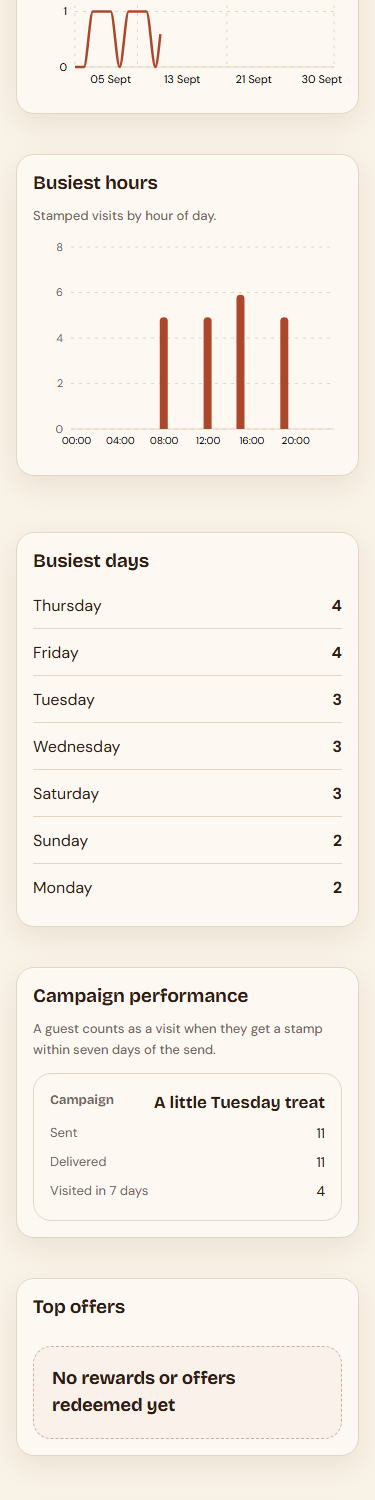 1
0
05 Sept 13 Sept 21 Sept 30 Sept
Busiest hours
Stamped visits by hour of day.
8
6
4
2
0
00:00 04:00 08:00 12:00 16:00 20:00
Busiest days
Thursday 4
Friday 4
Tuesday 3
Wednesday 3
Saturday 3
Sunday 2
Monday 2
Campaign performance
A guest counts as a visit when they get a stamp
within seven days of the send.
Campaign A little Tuesday treat
Sent 11
Delivered 11
Visited in 7 days 4
Top offers
No rewards or offers
redeemed yet